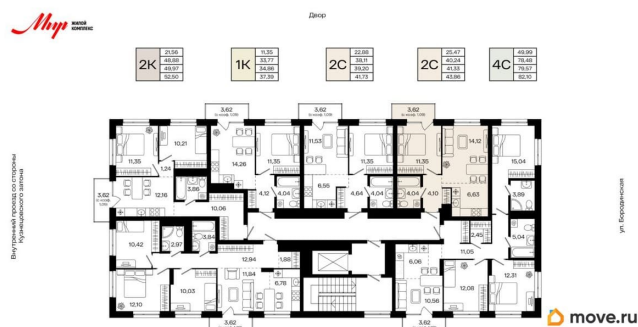 Двор
Мир ЖИЛОЙ
КОМПЛЕКС
2К 21,56
48,88
49,97
52,50
1К 11,35
33,77
34,86
37,39
2С 22,88
38,11
39,20
41,73
2С 25,47
40,24
41,33
43,86
4С 49,99
78,48
79,57
82,10
3,62 3,62 3,62
11,35 10,21 14,26 11,35 11,53 11,35 11,35 14,12 15,04
1,24
3,62 12,16 3,66 4,12 4,04 6,55 4,64 4,04 4,04 4,10 6,63 3,89
10,06
10,42 2,97 3,84 2,45 5,04
12,94 1,88 6,06 11,05
12,10 10,03 11,84 6,78 10,56 12,08 12,31
3,62 3,62
Внутренний проезд со стороны
Кузнецовского затона
ул. Бородинская
move.ru